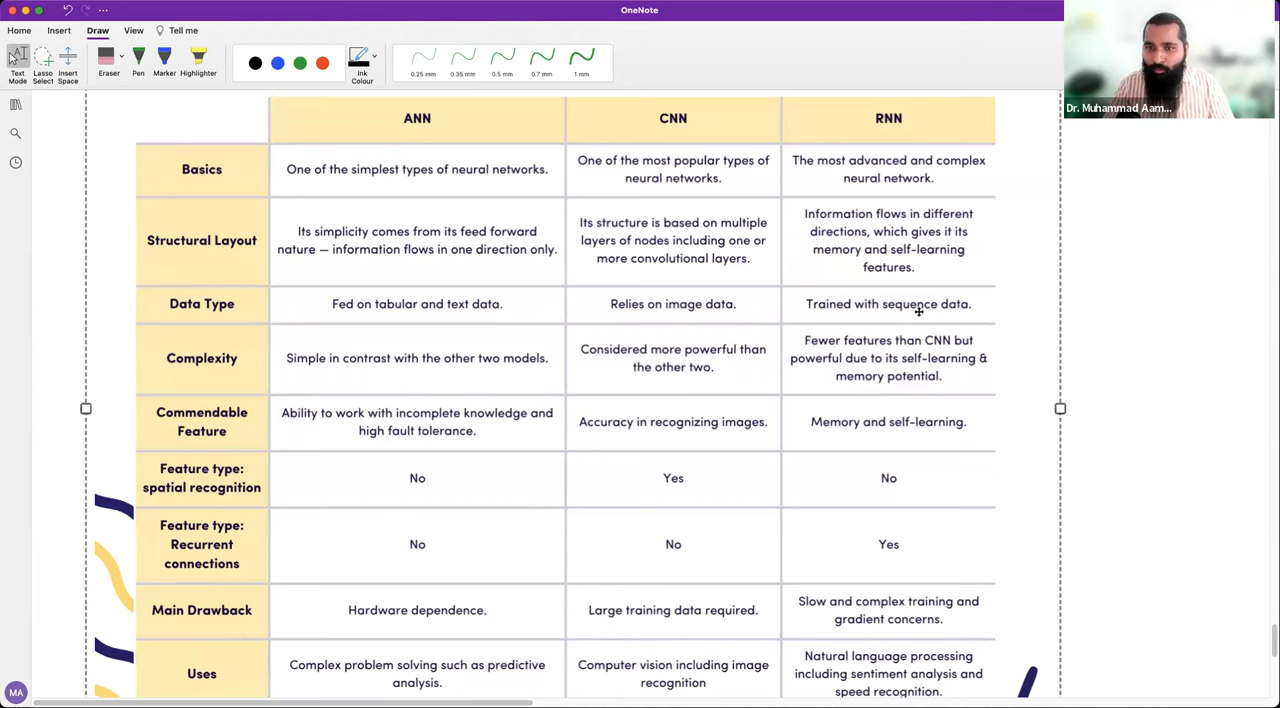 OneNote
Home
Insert
Draw
View
Tell me
Text
Mode
Lasso
Select
Insert
Space
Eraser
Pen
Marker
Highlighter
Ink
Colour
0.25 mm
0.35 mm
0.5 mm
0.7 mm
1 mm
Dr. Muhammad Aam...
ANN
CNN
RNN
Basics
One of the simplest types of neural networks.
One of the most popular types of
neural networks.
The most advanced and complex
neural network.
Structural Layout
Its simplicity comes from its feed forward
nature — information flows in one direction only.
Its structure is based on multiple
layers of nodes including one or
more convolutional layers.
Information flows in different
directions, which gives it its
memory and self-learning
features.
Data Type
Fed on tabular and text data.
Relies on image data.
Trained with sequence data.
Complexity
Simple in contrast with the other two models.
Considered more powerful than
the other two.
Fewer features than CNN but
powerful due to its self-learning &
memory potential.
Commendable
Feature
Ability to work with incomplete knowledge and
high fault tolerance.
Accuracy in recognizing images.
Memory and self-learning.
Feature type:
spatial recognition
No
Yes
No
Feature type:
Recurrent
connections
No
No
Yes
Main Drawback
Hardware dependence.
Large training data required.
Slow and complex training and
gradient concerns.
Uses
Complex problem solving such as predictive
analysis.
Computer vision including image
recognition
Natural language processing
including sentiment analysis and
speed recognition.
MA